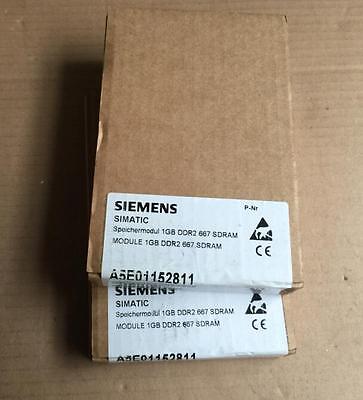 SIEMENS
P-Nr
SIMATIC
Speichermodul 1GB DDR2 667 SDRAM
MODULE 1GB DDR2 667 SDRAM
CE
A5E01152811
SIEMENS
SIMATIC
Speichermodul 1GB DDR2 667 SDRAM
MODULE 1GB DDR2 667 SDRAM
CE
A5E01152811